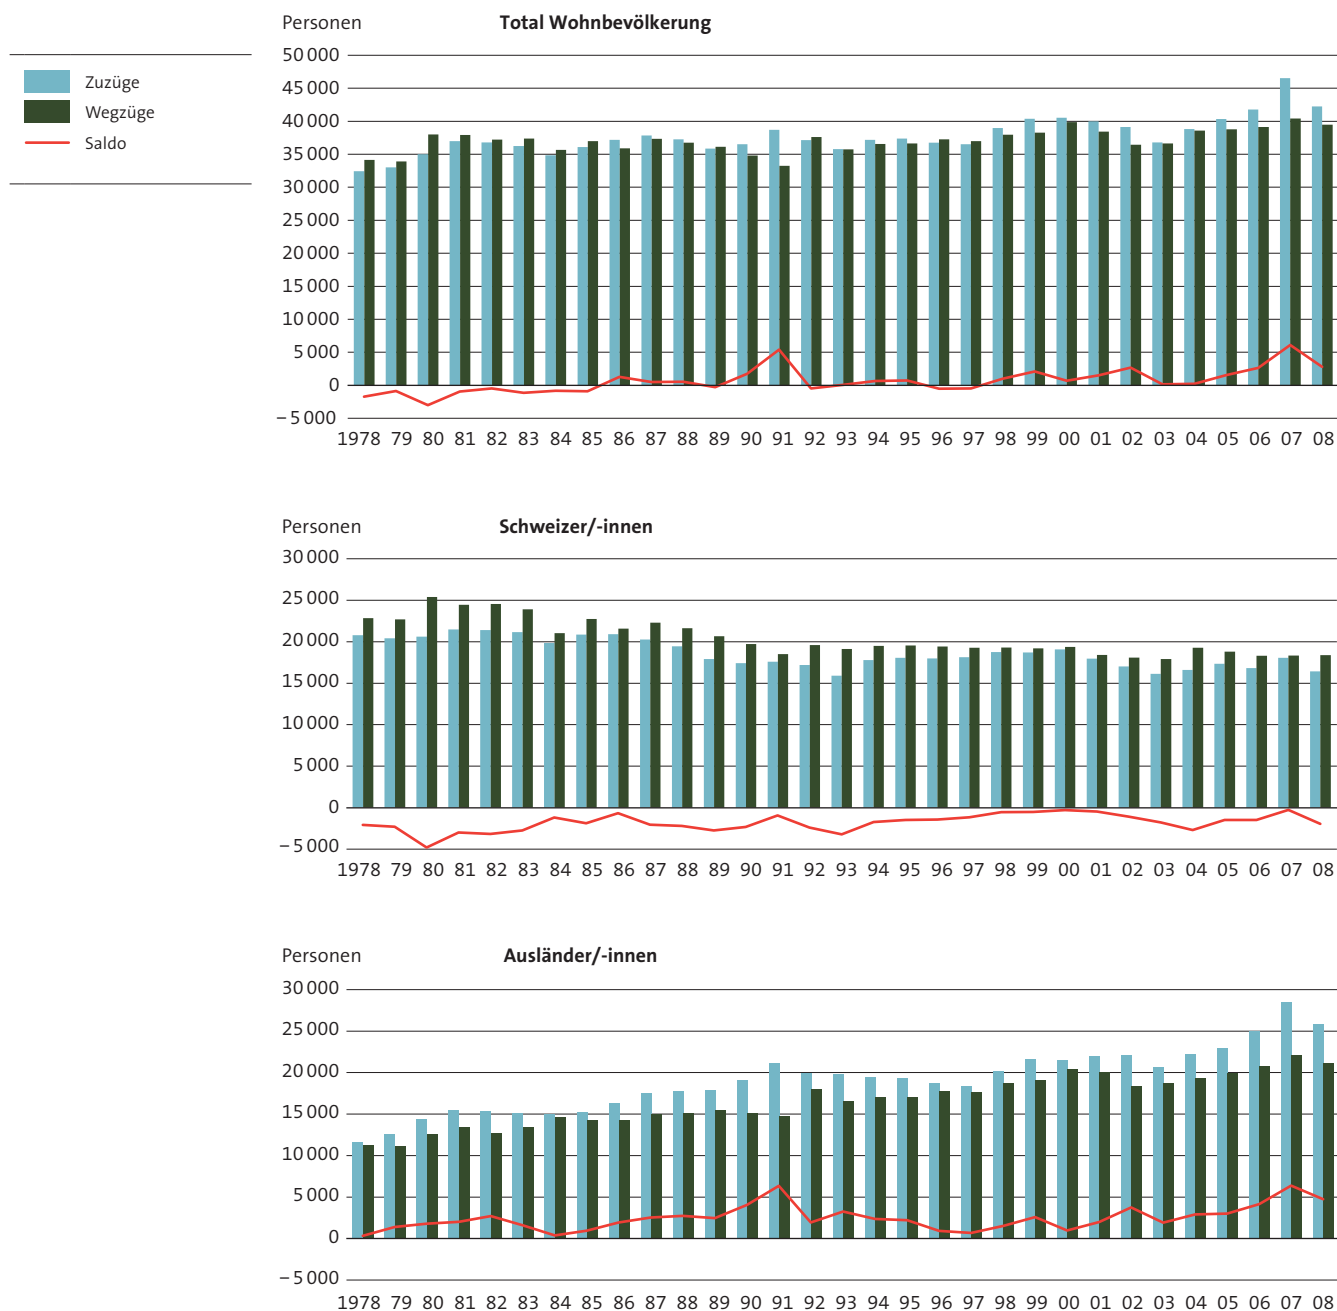 Personen Total Wohnbevölkerung
Zuzüge
Wegzüge
Saldo
50 000
45 000
40 000
35 000
30 000
25 000
20 000
15 000
10 000
5 000
0
– 5 000
1978 79 80 81 82 83 84 85 86 87 88 89 90 91 92 93 94 95 96 97 98 99 00 01 02 03 04 05 06 07 08
Personen Schweizer/-innen
30 000
25 000
20 000
15 000
10 000
5 000
0
– 5 000
1978 79 80 81 82 83 84 85 86 87 88 89 90 91 92 93 94 95 96 97 98 99 00 01 02 03 04 05 06 07 08
Personen Ausländer/-innen
30 000
25 000
20 000
15 000
10 000
5 000
0
– 5 000
1978 79 80 81 82 83 84 85 86 87 88 89 90 91 92 93 94 95 96 97 98 99 00 01 02 03 04 05 06 07 08